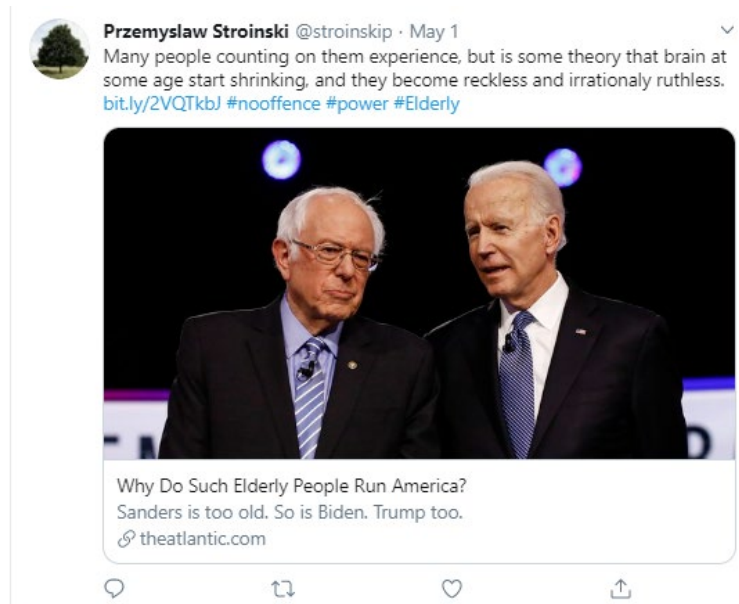 Przemyslaw Stroinski @stroinskip · May 1
Many people counting on them experience, but is some theory that brain at
some age start shrinking, and they become reckless and irrationaly ruthless.
bit.ly/2VQTkbJ #nooffence #power #Elderly
Why Do Such Elderly People Run America?
Sanders is too old. So is Biden. Trump too.
theatlantic.com